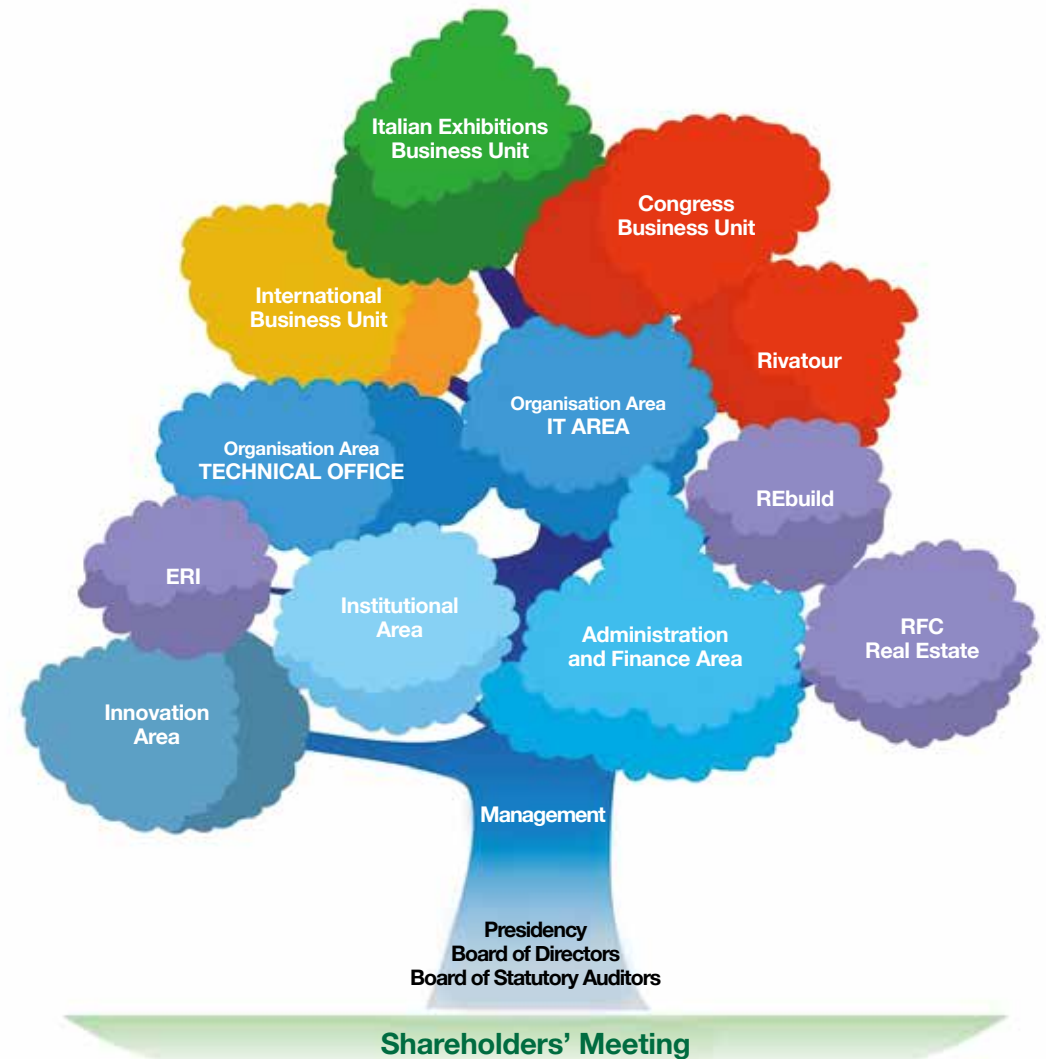 Italian Exhibitions
Business Unit
Congress
Business Unit
International
Business Unit
Rivatour
Organisation Area
IT AREA
Organisation Area
TECHNICAL OFFICE
REbuild
ERI
Institutional
Area
Administration
and Finance Area
RFC
Real Estate
Innovation
Area
Management
Presidency
Board of Directors
Board of Statutory Auditors
Shareholders’ Meeting